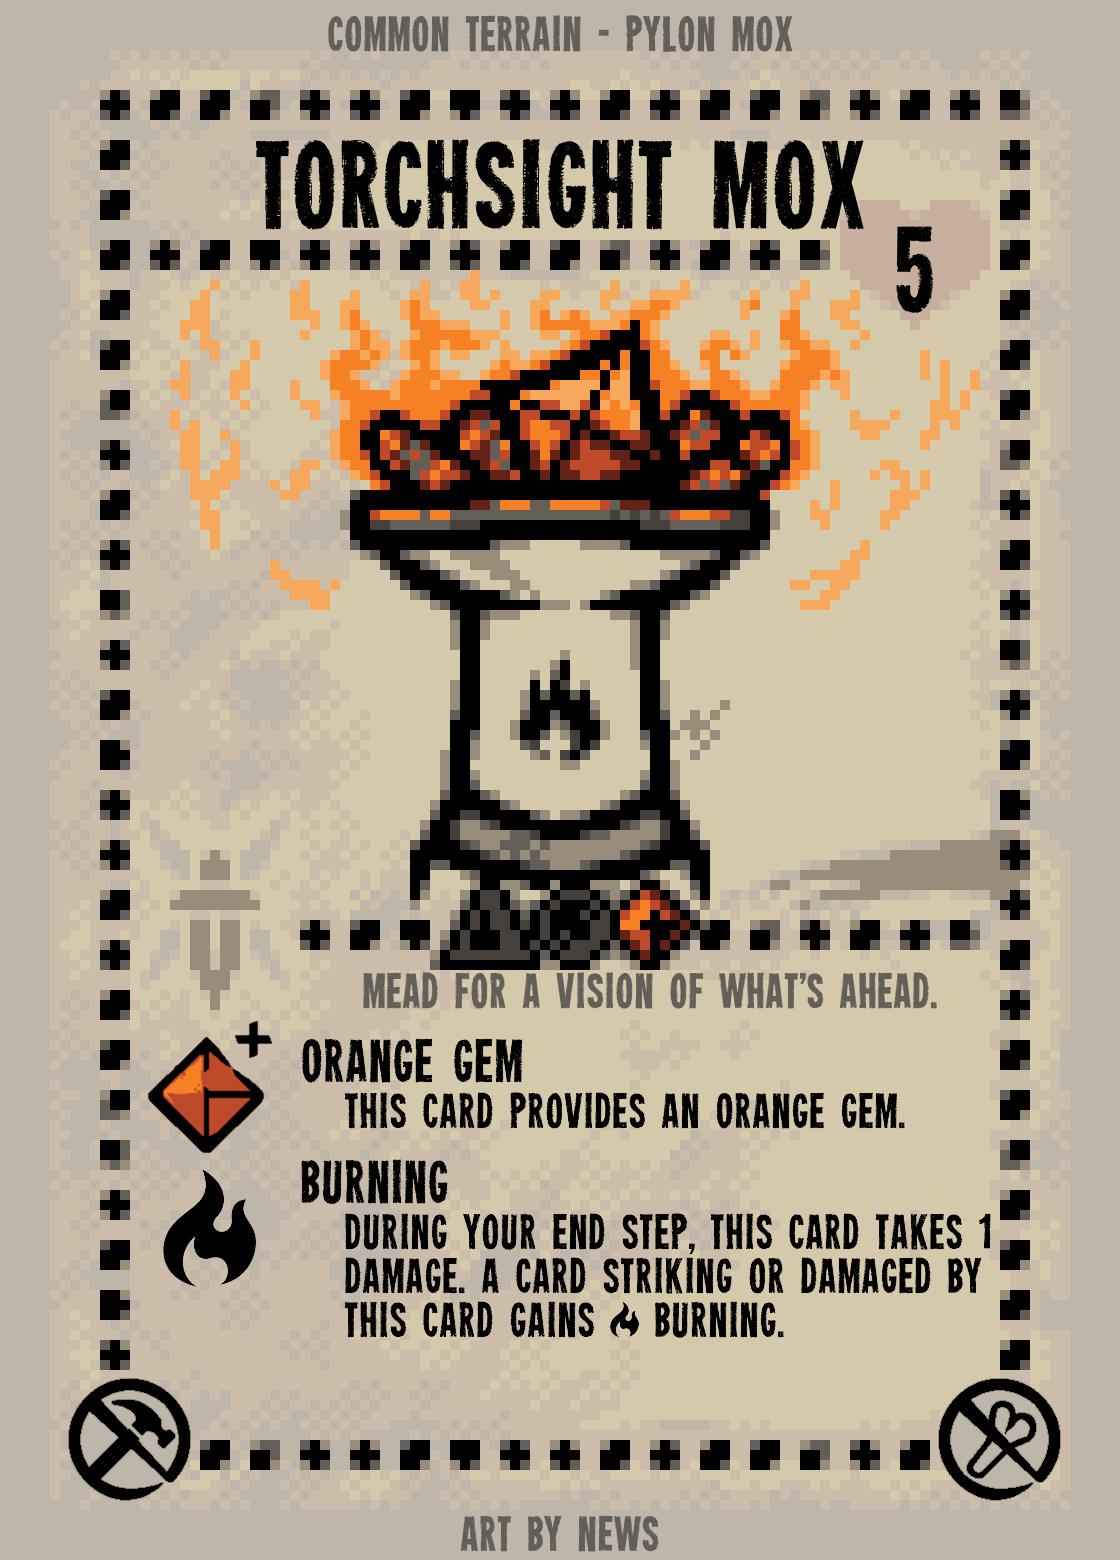 COMMON TERRAIN - PYLON MOX
TORCHSIGHT MOX
5
MEAD FOR A VISION OF WHAT'S AHEAD.
ORANGE GEM
THIS CARD PROVIDES AN ORANGE GEM.
BURNING
DURING YOUR END STEP, THIS CARD TAKES 1
DAMAGE. A CARD STRIKING OR DAMAGED BY
THIS CARD GAINS BURNING.
ART BY NEWS